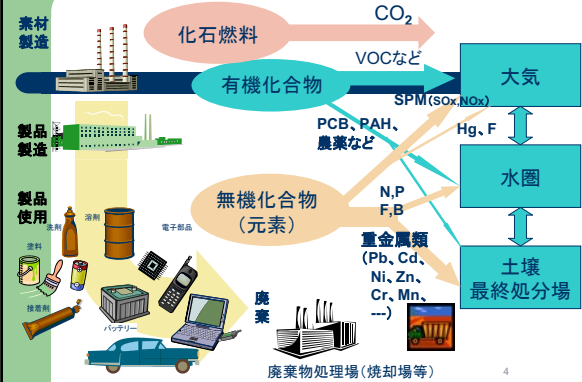 素材
製造
化石燃料
CO2
有機化合物
VOCなど
大気
SPM(SOx,NOx)
製品
製造
PCB、PAH、
農薬など
Hg、F
水圏
製品
使用
洗剤
溶剤
電子部品
無機化合物
(元素)
N,P
F,B
塗料
重金属類
(Pb、Cd、
Ni、Zn、
Cr、Mn、
---)
土壌
最終処分場
接着剤
バッテリー
廃
棄
廃棄物処理場(焼却場等)
4